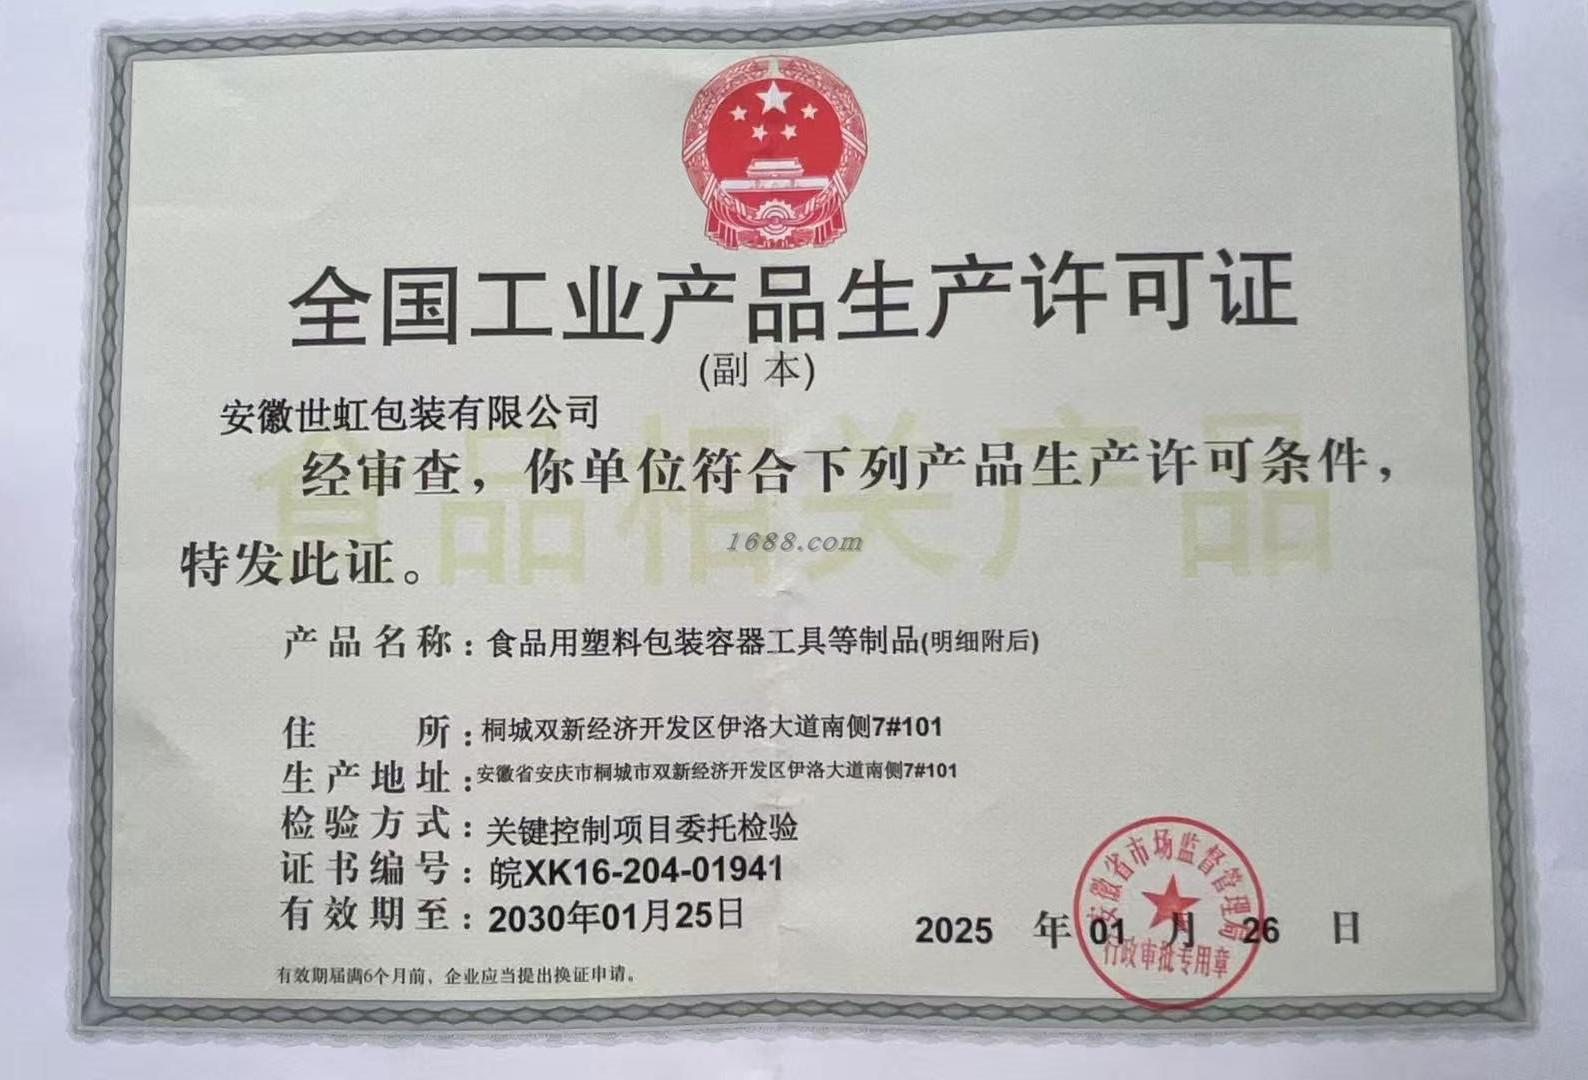 全国工业产品生产许可证
(副 本)
安徽世虹包装有限公司
食品相关产品
经审查，你单位符合下列产品生产许可条件，
1688.com
特发此证。
产品名称：食品用塑料包装容器工具等制品(明细附后)
住 所：桐城双新经济开发区伊洛大道南侧7#101
生产地址：安徽省安庆市桐城市双新经济开发区伊洛大道南侧7#101
检验方式：关键控制项目委托检验
证书编号：皖XK16-204-01941
有效期至：2030年01月25日
2025 年 01 月 26 日
安徽省市场监督管理局
行政审批专用章
有效期届满6个月前，企业应当提出换证申请。